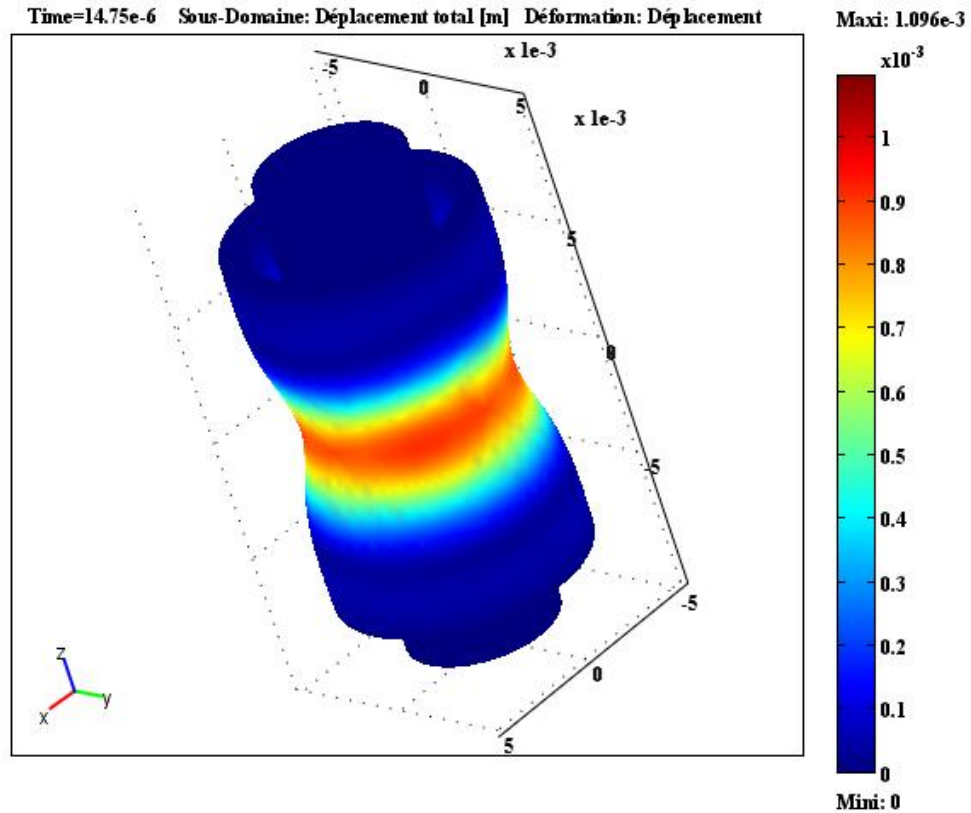 Time=14.75e-6 Sous-Domaine: Déplacement total [m] Déformation: Déplacement
Maxi: 1.096e-3
x10-3
x 1e-3
-5
0
5
x 1e-3
5
0
-5
-5
0
5
1
0.9
0.8
0.7
0.6
0.5
0.4
0.3
0.2
0.1
0
Mini: 0
z
y
x